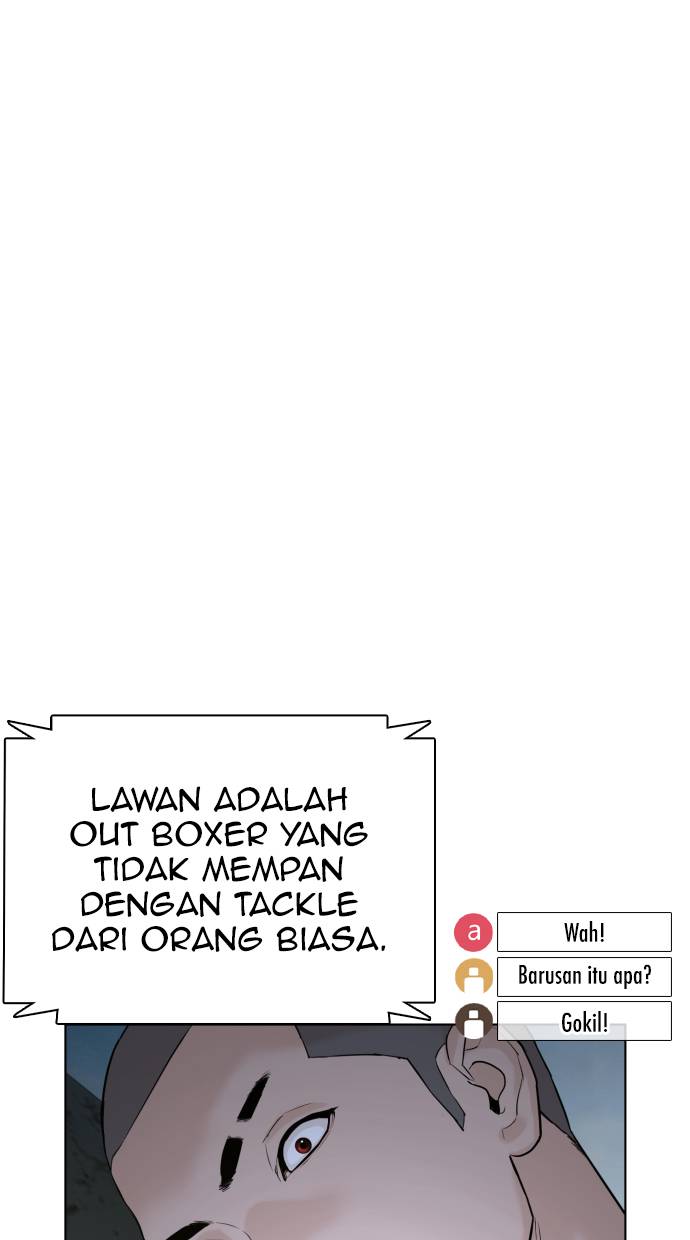 LAWAN ADALAH
OUT BOXER YANG
TIDAK MEMPAN
DENGAN TACKLE
DARI ORANG BIASA.
a Wah!
Barusan itu apa?
Gokil!